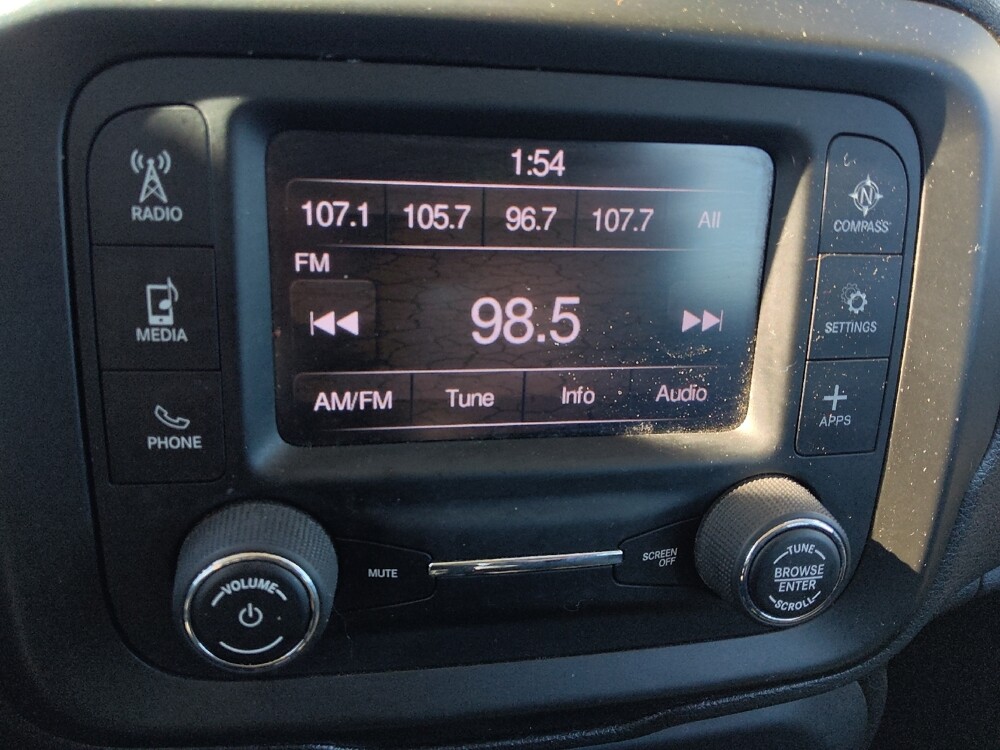 1:54
107.1 105.7 96.7 107.7 All
FM
98.5
AM/FM Tune Info Audio
RADIO
MEDIA
PHONE
N
COMPASS
SETTINGS
APPS
VOLUME
MUTE
SCREEN
OFF
TUNE
BROWSE
ENTER
SCROLL